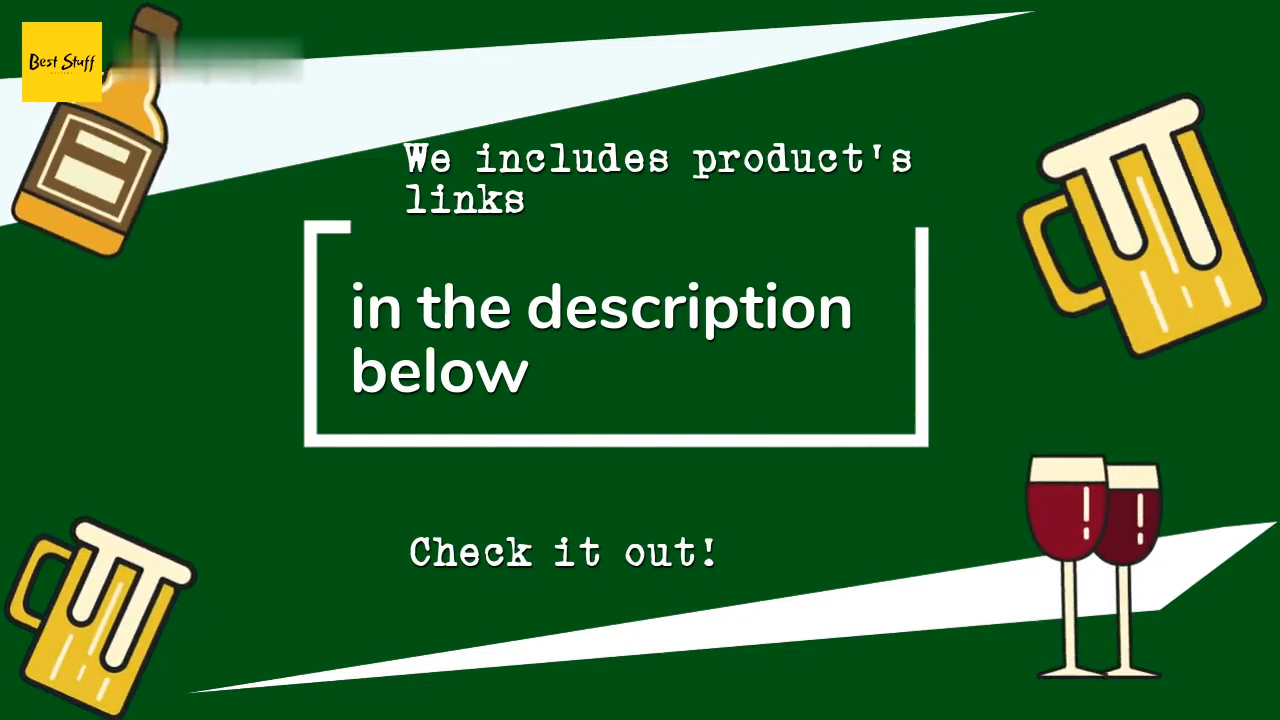 Best Stuff
We includes product's
links
in the description
below
Check it out!